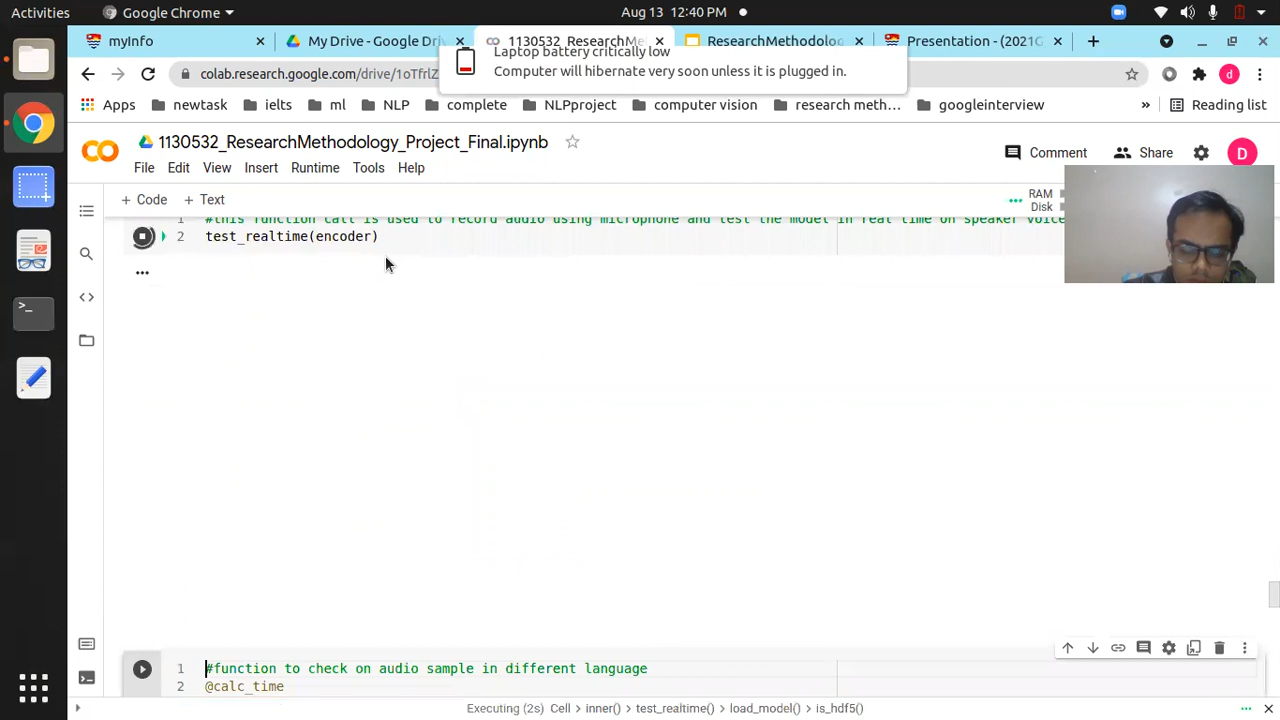 Activities
Google Chrome
Aug 13 12:40 PM
myInfo
My Drive - Google Dri
1130532_ResearchMe
ResearchMethodolog
Presentation - (2021G
Laptop battery critically low
Computer will hibernate very soon unless it is plugged in.
colab.research.google.com/drive/1oTfrlZ
d
Apps
newtask
ielts
ml
NLP
complete
NLPproject
computer vision
research meth...
googleinterview
»
Reading list
1130532_ResearchMethodology_Project_Final.ipynb
Comment
Share
D
File
Edit
View
Insert
Runtime
Tools
Help
+ Code
+ Text
RAM
Disk
1 #this function call is used to record audio using microphone and test the model in real time on speaker voice
2 test_realtime(encoder)
...
1 #function to check on audio sample in different language
2 @calc_time
Executing (2s) Cell > inner() > test_realtime() > load_model() > is_hdf5()